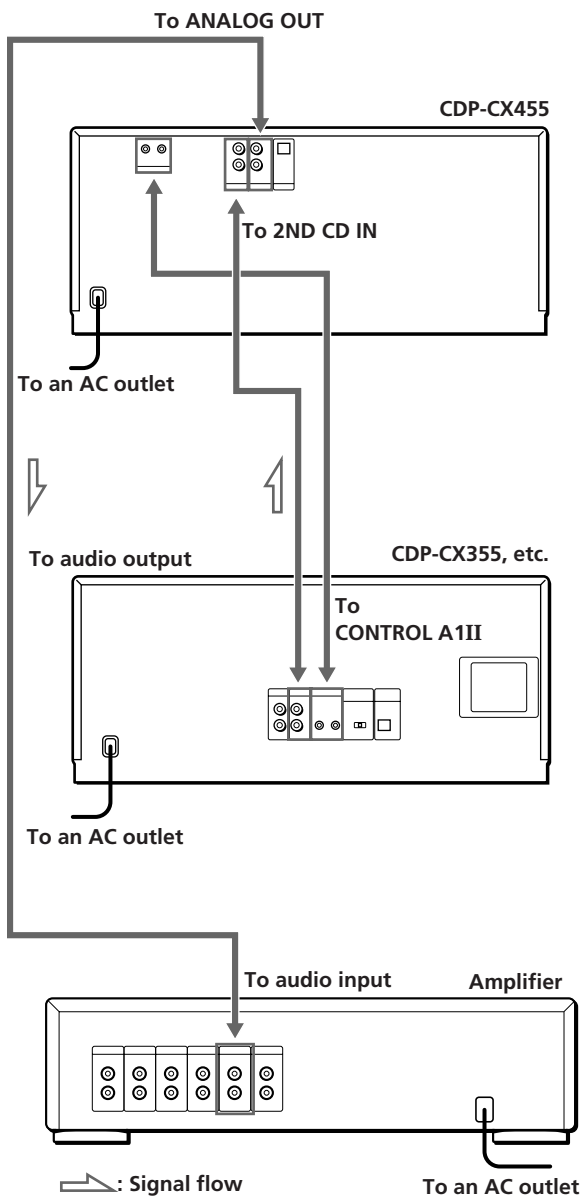 To ANALOG OUT
CDP-CX455
To 2ND CD IN
To an AC outlet
To audio output
CDP-CX355, etc.
To
CONTROL A1II
To an AC outlet
To audio input
Amplifier
: Signal flow
To an AC outlet